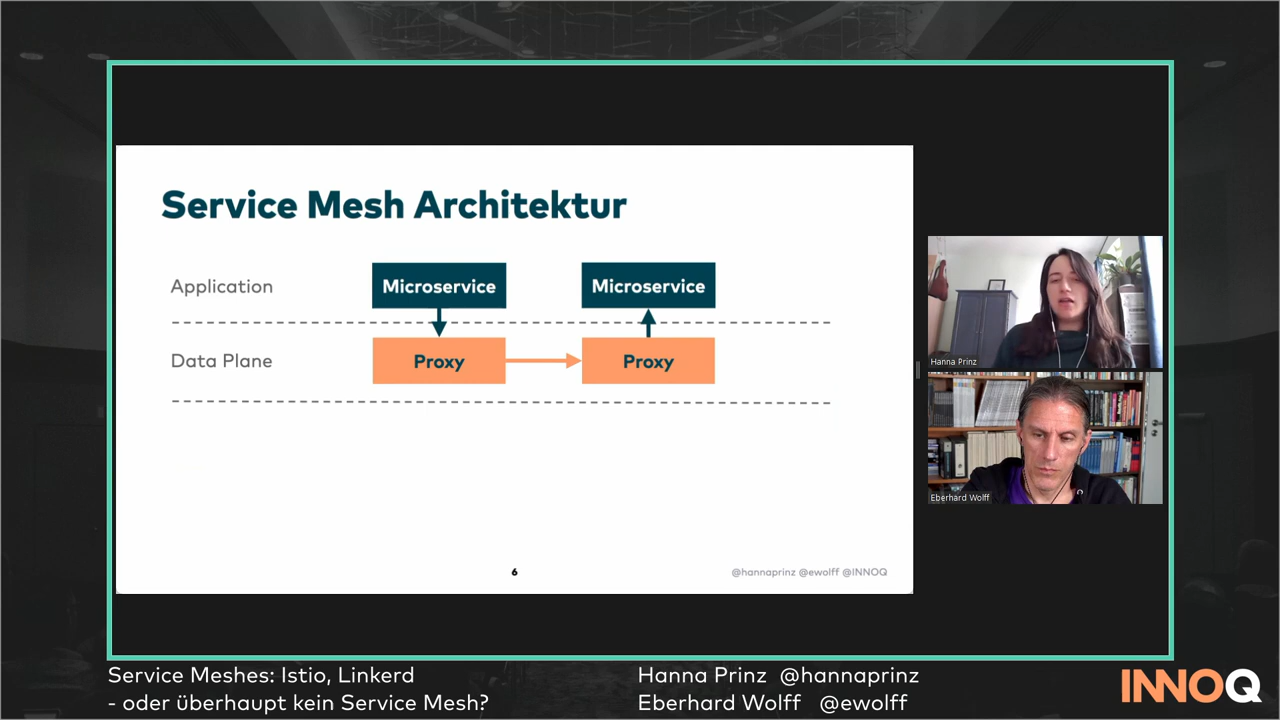 Service Mesh Architektur
Application
Microservice
Microservice
Data Plane
Proxy
Proxy
6
@hannaprinz @ewolff @INNOQ
Hanna Prinz
Eberhard Wolff
Service Meshes: Istio, Linkerd
- oder überhaupt kein Service Mesh?
Hanna Prinz @hannaprinz
Eberhard Wolff @ewolff
INNOQ